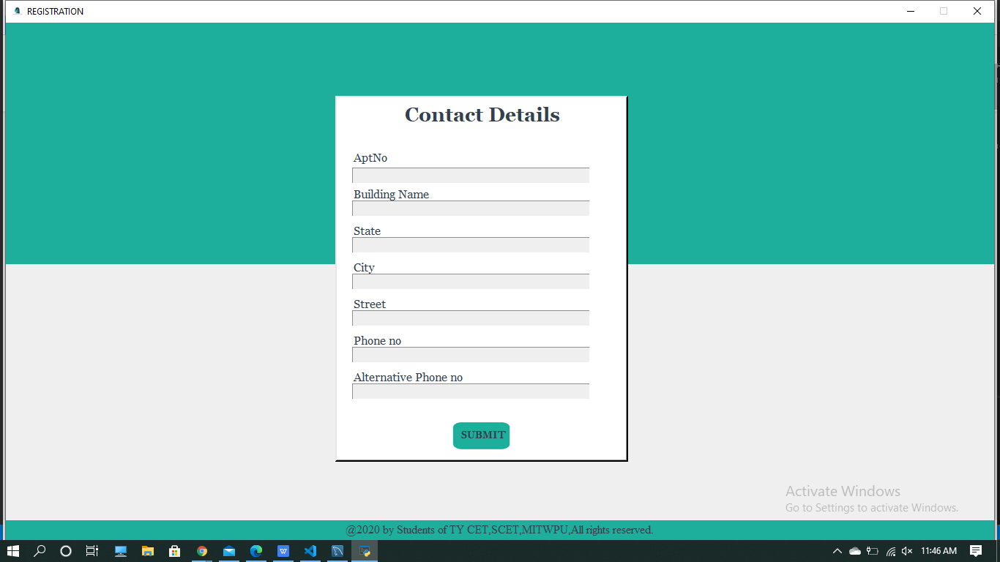 REGISTRATION
Contact Details
AptNo
Building Name
State
City
Street
Phone no
Alternative Phone no
SUBMIT
Activate Windows
Go to Settings to activate Windows.
@2020 by Students of TY CET,SCET,MITWPU,All rights reserved.
11:46 AM